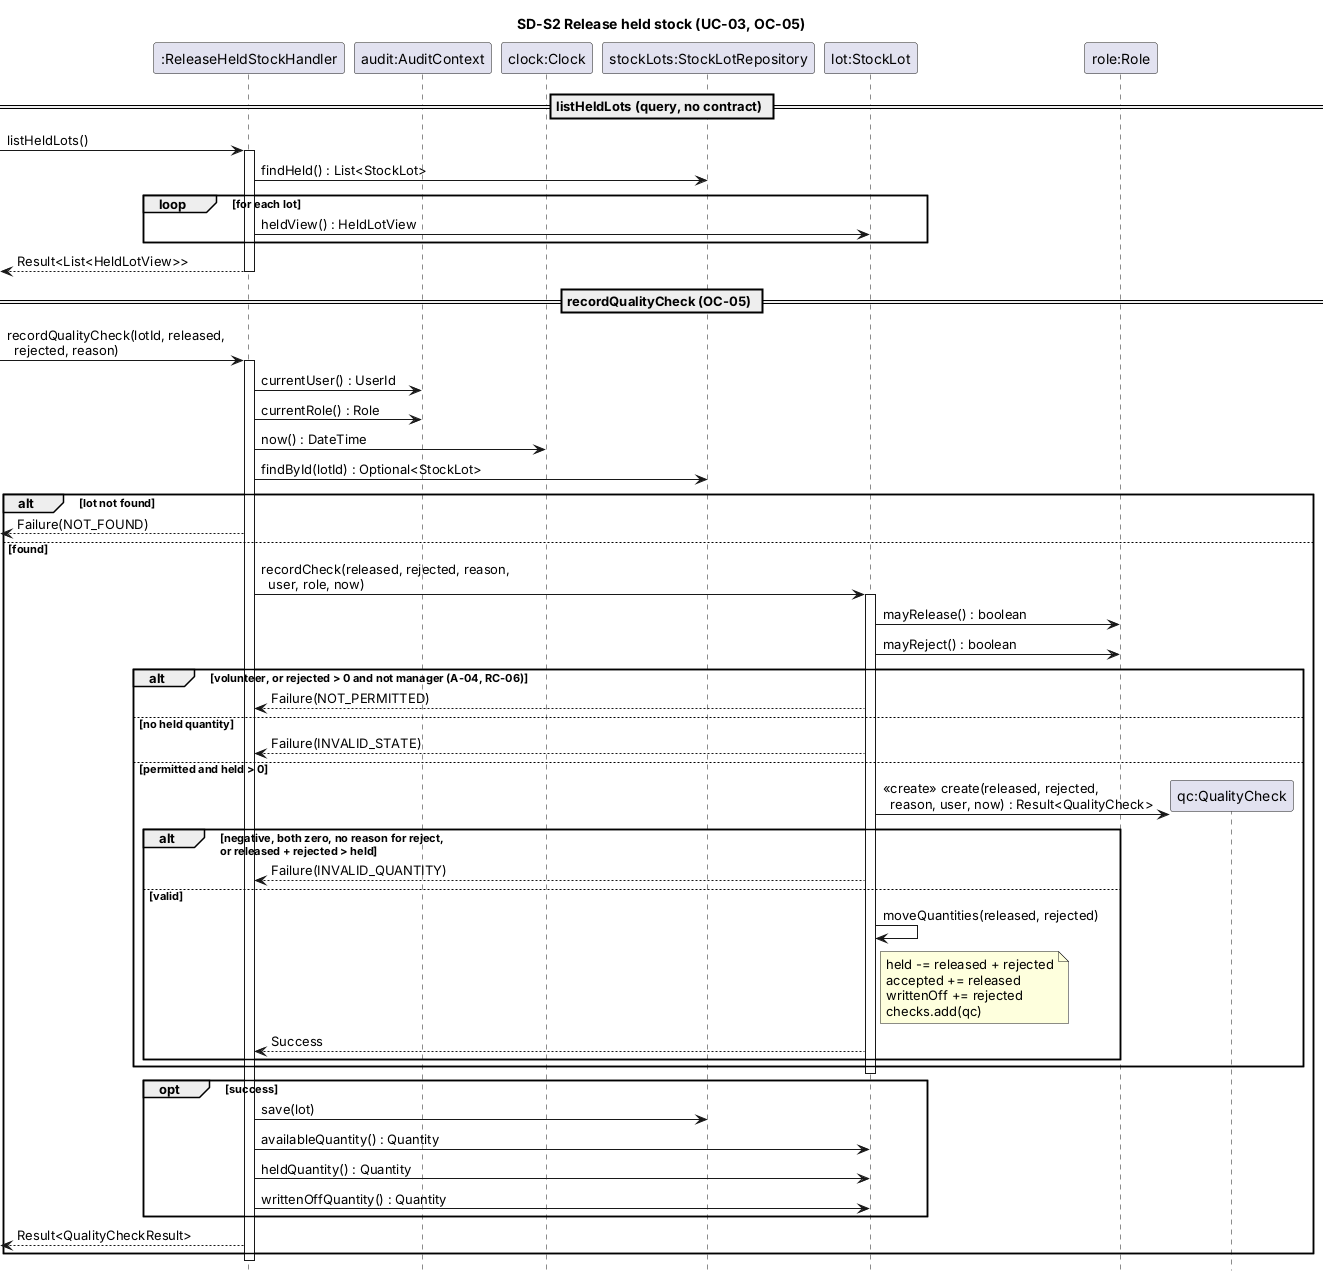 SD-S2 Release held stock (UC-03, OC-05)
:ReleaseHeldStockHandler
audit:AuditContext
clock:Clock
stockLots:StockLotRepository
lot:StockLot
role:Role
listHeldLots (query, no contract)
listHeldLots()
findHeld() : List<StockLot>
loop
[for each lot]
heldView() : HeldLotView
Result<List<HeldLotView>>
recordQualityCheck (OC-05)
recordQualityCheck(lotId, released,
rejected, reason)
currentUser() : UserId
currentRole() : Role
now() : DateTime
findById(lotId) : Optional<StockLot>
alt
[lot not found]
Failure(NOT_FOUND)
[found]
recordCheck(released, rejected, reason,
user, role, now)
mayRelease() : boolean
mayReject() : boolean
alt
[volunteer, or rejected > 0 and not manager (A-04, RC-06)]
Failure(NOT_PERMITTED)
[no held quantity]
Failure(INVALID_STATE)
[permitted and held > 0]
«create» create(released, rejected,
reason, user, now) : Result<QualityCheck>
qc:QualityCheck
alt
[negative, both zero, no reason for reject,
or released + rejected > held]
Failure(INVALID_QUANTITY)
[valid]
moveQuantities(released, rejected)
held -= released + rejected
accepted += released
writtenOff += rejected
checks.add(qc)
Success
opt
[success]
save(lot)
availableQuantity() : Quantity
heldQuantity() : Quantity
writtenOffQuantity() : Quantity
Result<QualityCheckResult>